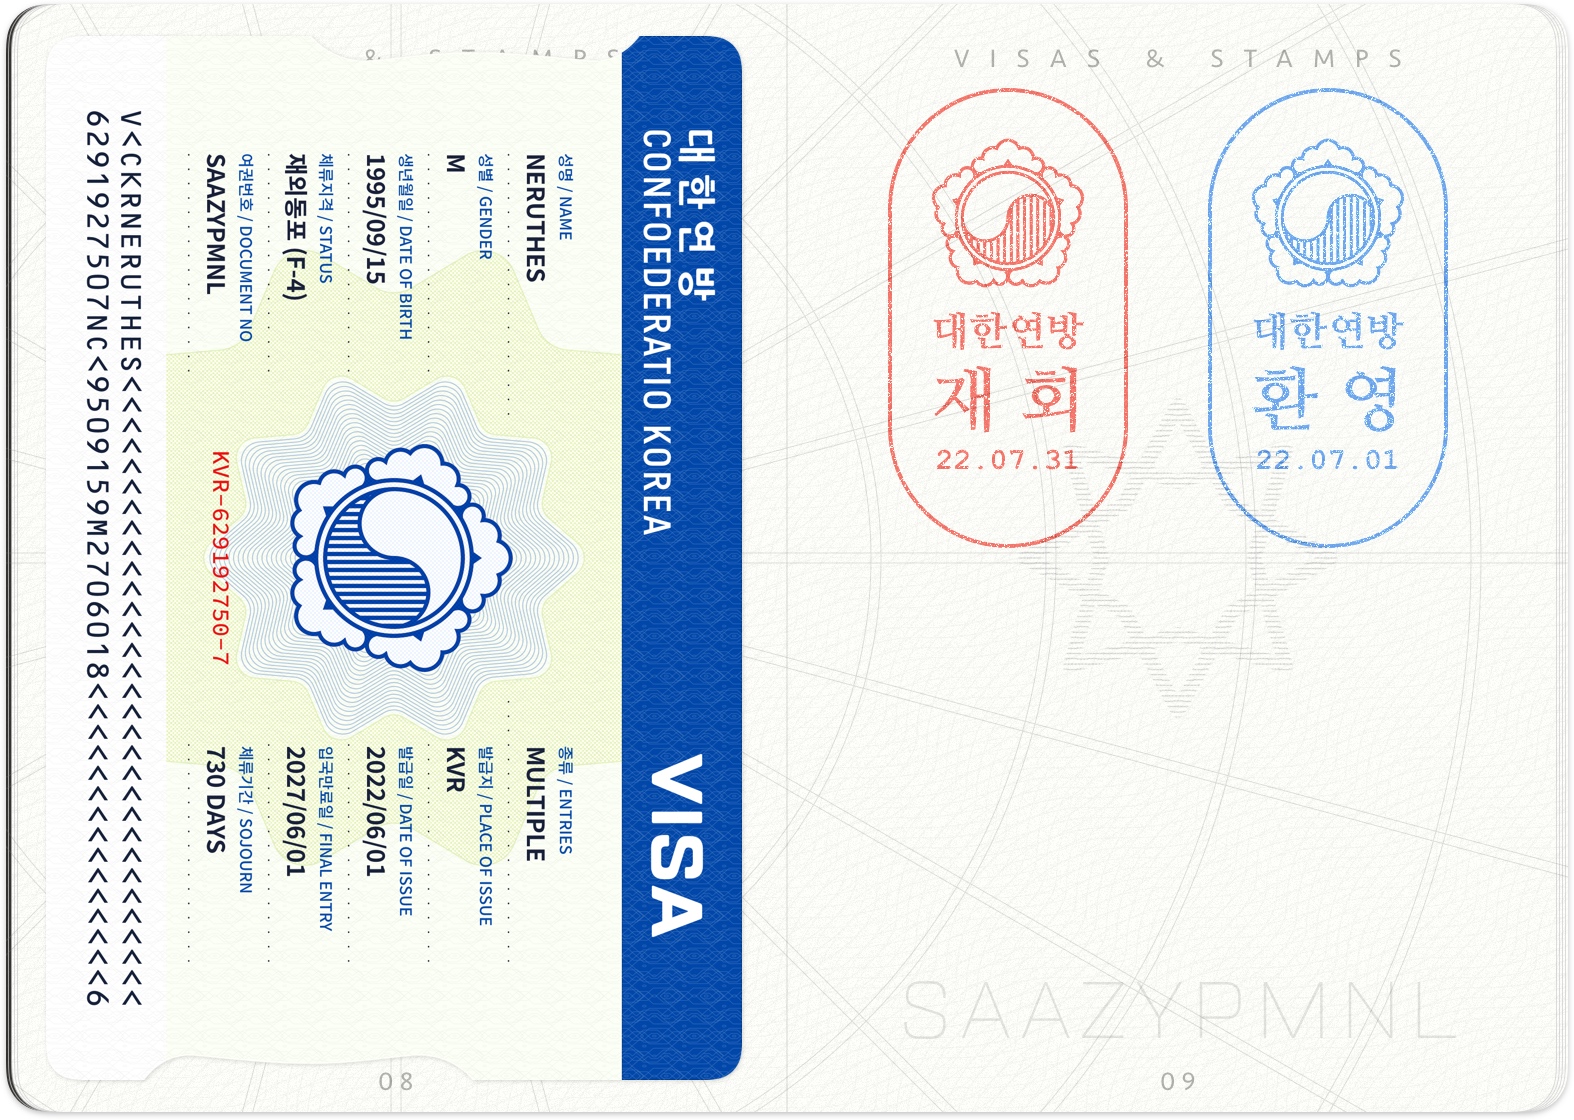 & STAMPS
대한연방
CONFOEDERATIO KOREA
VISA
성명 / NAME
NERUTHES
성별 / GENDER
M
생년월일 / DATE OF BIRTH
1995/09/15
체류지격 / STATUS
재외동포 (F-4)
여권번호 / DOCUMENT NO
SAAZYPMNL
종류 / ENTRIES
MULTIPLE
발급지 / PLACE OF ISSUE
KVR
발급일 / DATE OF ISSUE
2022/06/01
입국만료일 / FINAL ENTRY
2027/06/01
체류기간 / SOJOURN
730 DAYS
KVR-629192750-7
V<CKRNERUTHES<<<<<<<<<<<<<<<<<<<<<<<<<<<<<<<
6291927507NC<9509159M2706018<<<<<<<<<<<<<<<6
08
VISAS & STAMPS
대한연방
재회
22.07.31
대한연방
환영
22.07.01
SAAZYPMNL
09